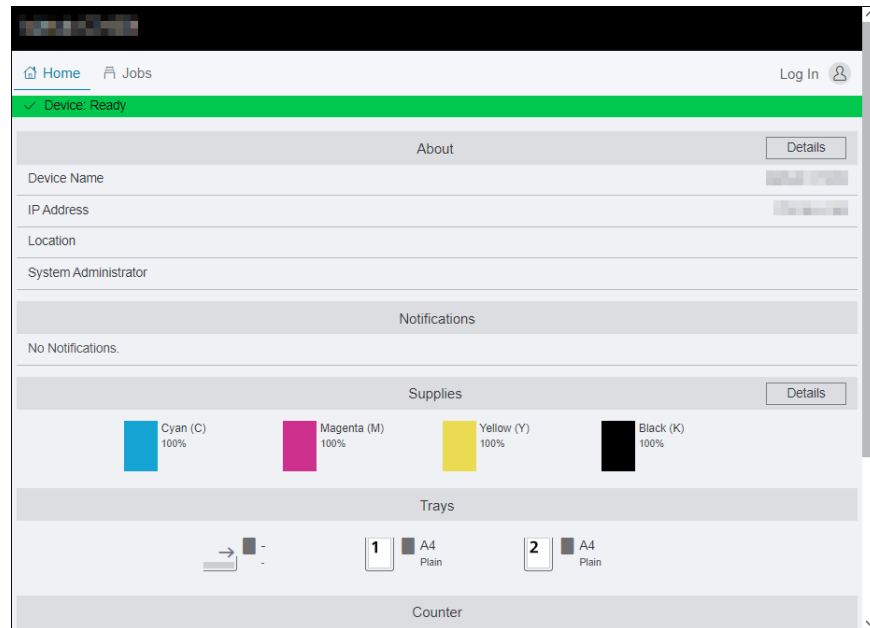 Home Jobs Log In
Device: Ready
About Details
Device Name
IP Address
Location
System Administrator
Notifications
No Notifications.
Supplies Details
Cyan (C) Magenta (M) Yellow (Y) Black (K)
100% 100% 100% 100%
Trays
- 1 A4 2 A4
- Plain Plain
Counter